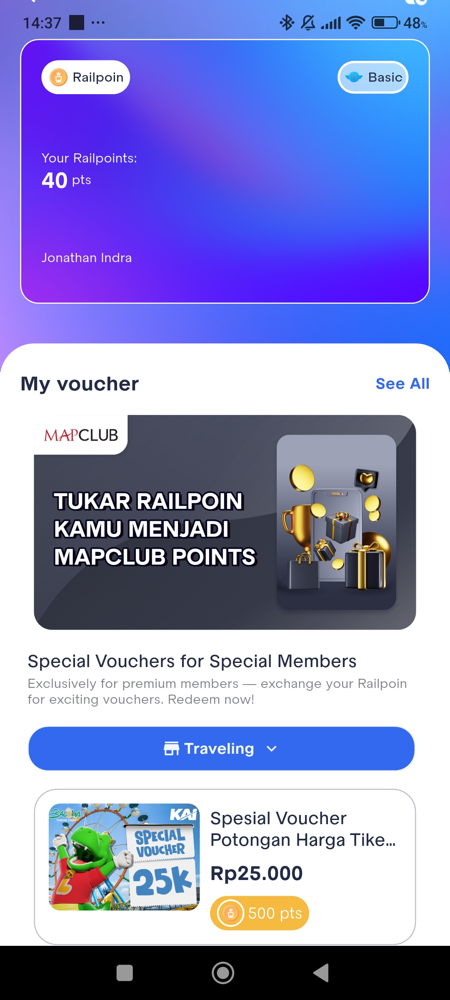 14:37
48%
Railpoin
Basic
Your Railpoints:
40 pts
Jonathan Indra
My voucher
See All
MAPCLUB
TUKAR RAILPOIN
KAMU MENJADI
MAPCLUB POINTS
Special Vouchers for Special Members
Exclusively for premium members — exchange your Railpoin
for exciting vouchers. Redeem now!
Traveling
SALOKA
THEME PARK
KAI
SPECIAL
VOUCHER
25K
Spesial Voucher
Potongan Harga Tike...
Rp25.000
500 pts